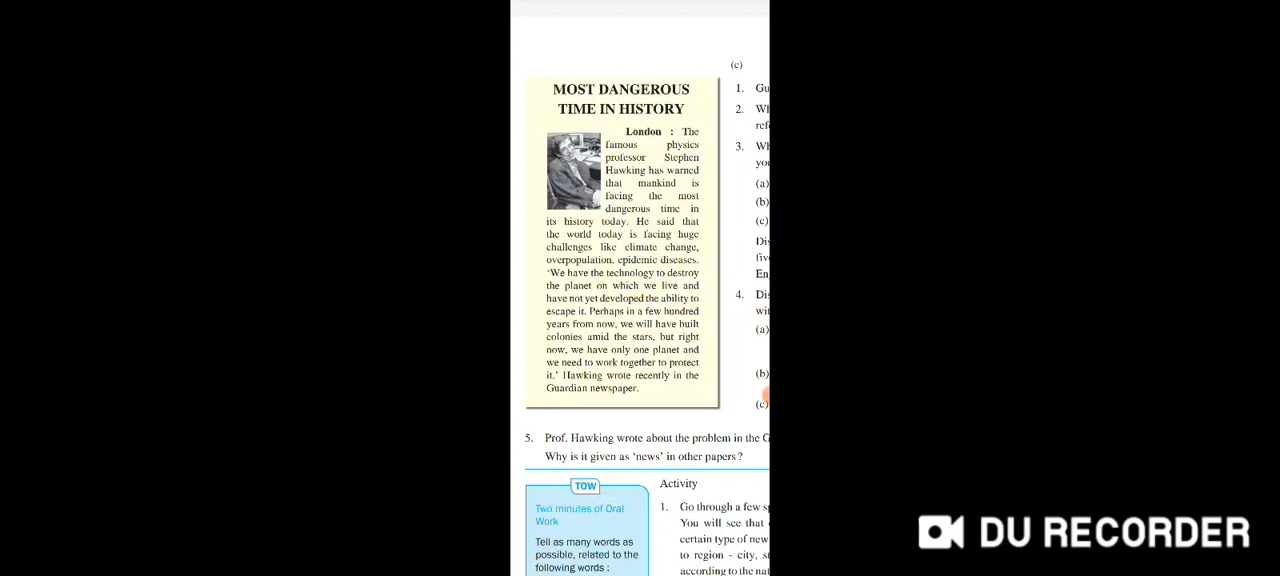 (c)
MOST DANGEROUS
TIME IN HISTORY
London : The
famous physics
professor Stephen
Hawking has warned
that mankind is
facing the most
dangerous time in
its history today. He said that
the world today is facing huge
challenges like climate change,
overpopulation, epidemic diseases.
‘We have the technology to destroy
the planet on which we live and
have not yet developed the ability to
escape it. Perhaps in a few hundred
years from now, we will have built
colonies amid the stars, but right
now, we have only one planet and
we need to work together to protect
it.’ Hawking wrote recently in the
Guardian newspaper.
1.
2.
3.
(a)
(b)
(c)
4.
(a)
(b)
(c)
5. Prof. Hawking wrote about the problem in the
Why is it given as ‘news’ in other papers ?
TOW
Two minutes of Oral
Work
Tell as many words as
possible, related to the
following words :
Activity
1. Go through a few
You will see that
certain type of new
to region - city,
according to the
DU RECORDER